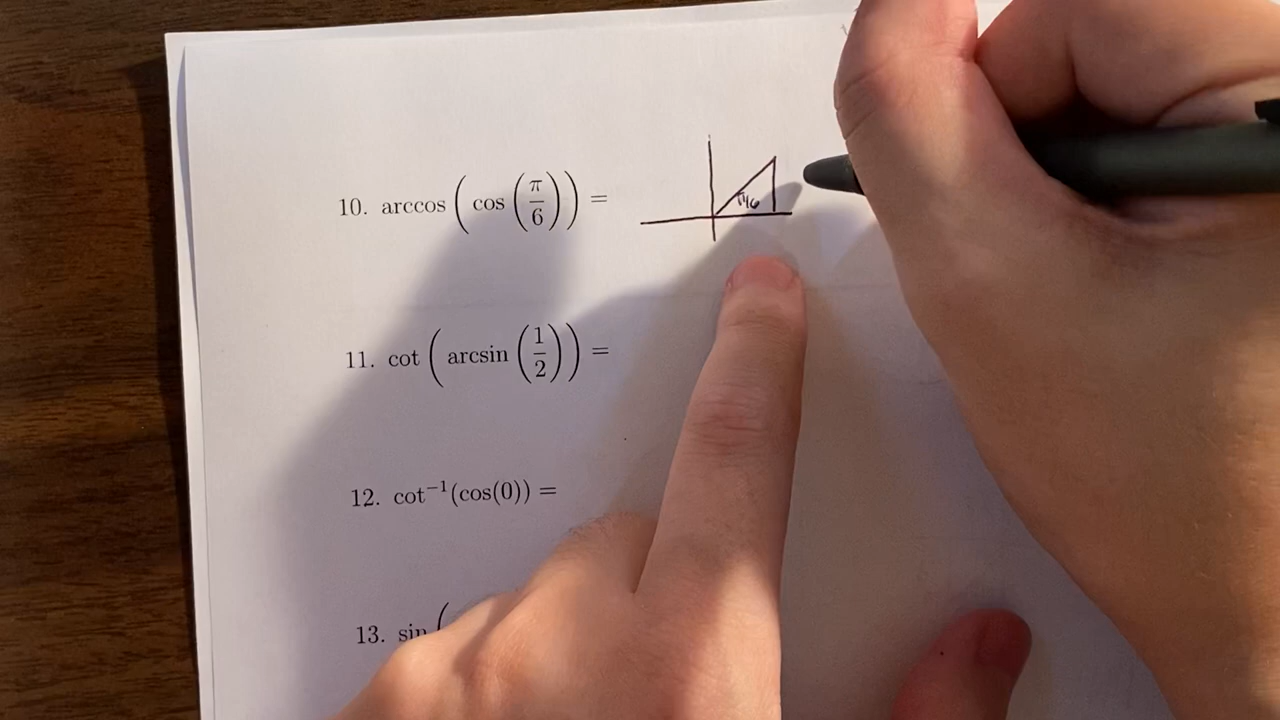 10. arccos(cos(π/6)) =
π/6
11. cot(arcsin(1/2)) =
12. cot⁻¹(cos(0)) =
13. sin(